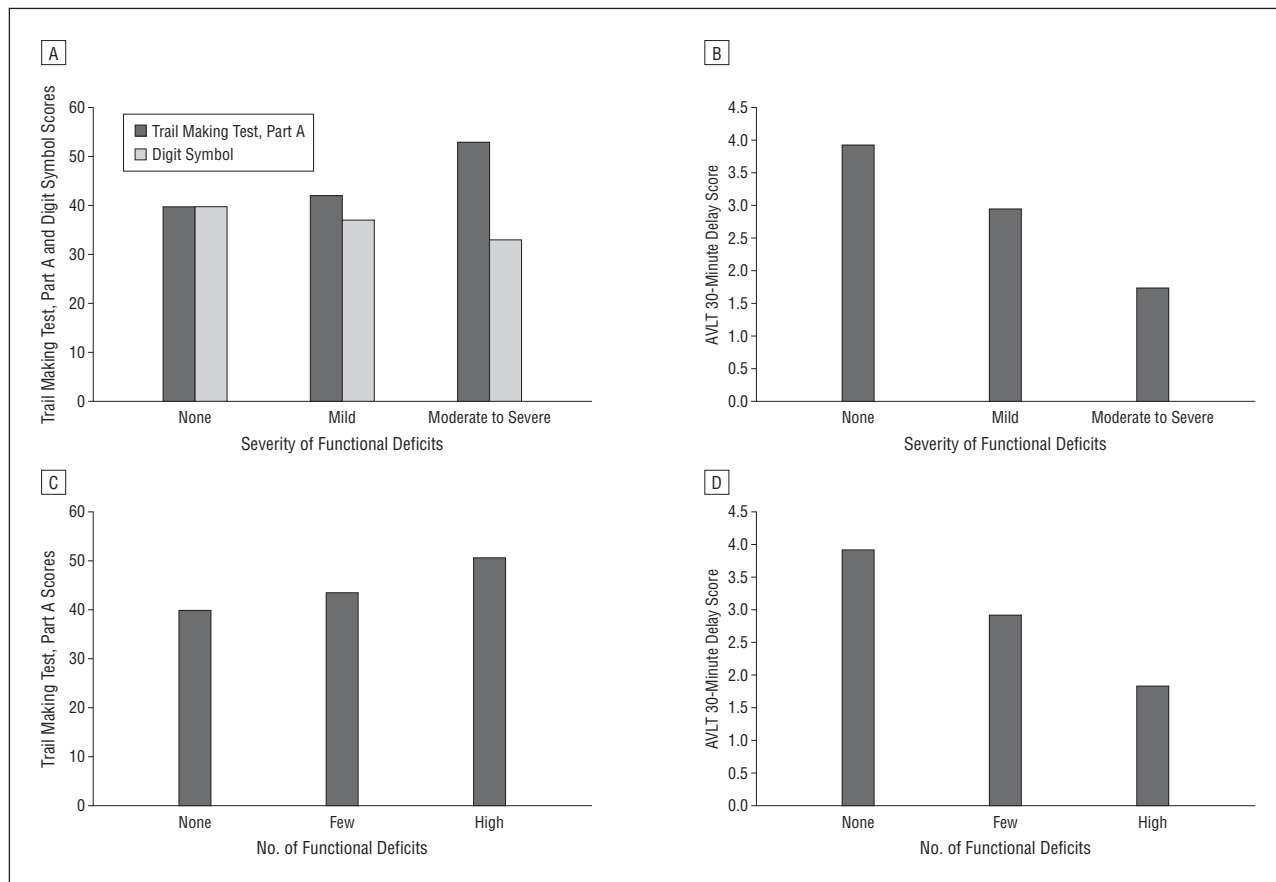 A
Trail Making Test, Part A and Digit Symbol Scores
60
50
40
30
20
10
0
Trail Making Test, Part A
Digit Symbol
None Mild Moderate to Severe
Severity of Functional Deficits
B
AVLT 30-Minute Delay Score
4.5
4.0
3.5
3.0
2.5
2.0
1.5
1.0
0.5
0.0
None Mild Moderate to Severe
Severity of Functional Deficits
C
Trail Making Test, Part A Scores
60
50
40
30
20
10
0
None Few High
No. of Functional Deficits
D
AVLT 30-Minute Delay Score
4.5
4.0
3.5
3.0
2.5
2.0
1.5
1.0
0.5
0.0
None Few High
No. of Functional Deficits